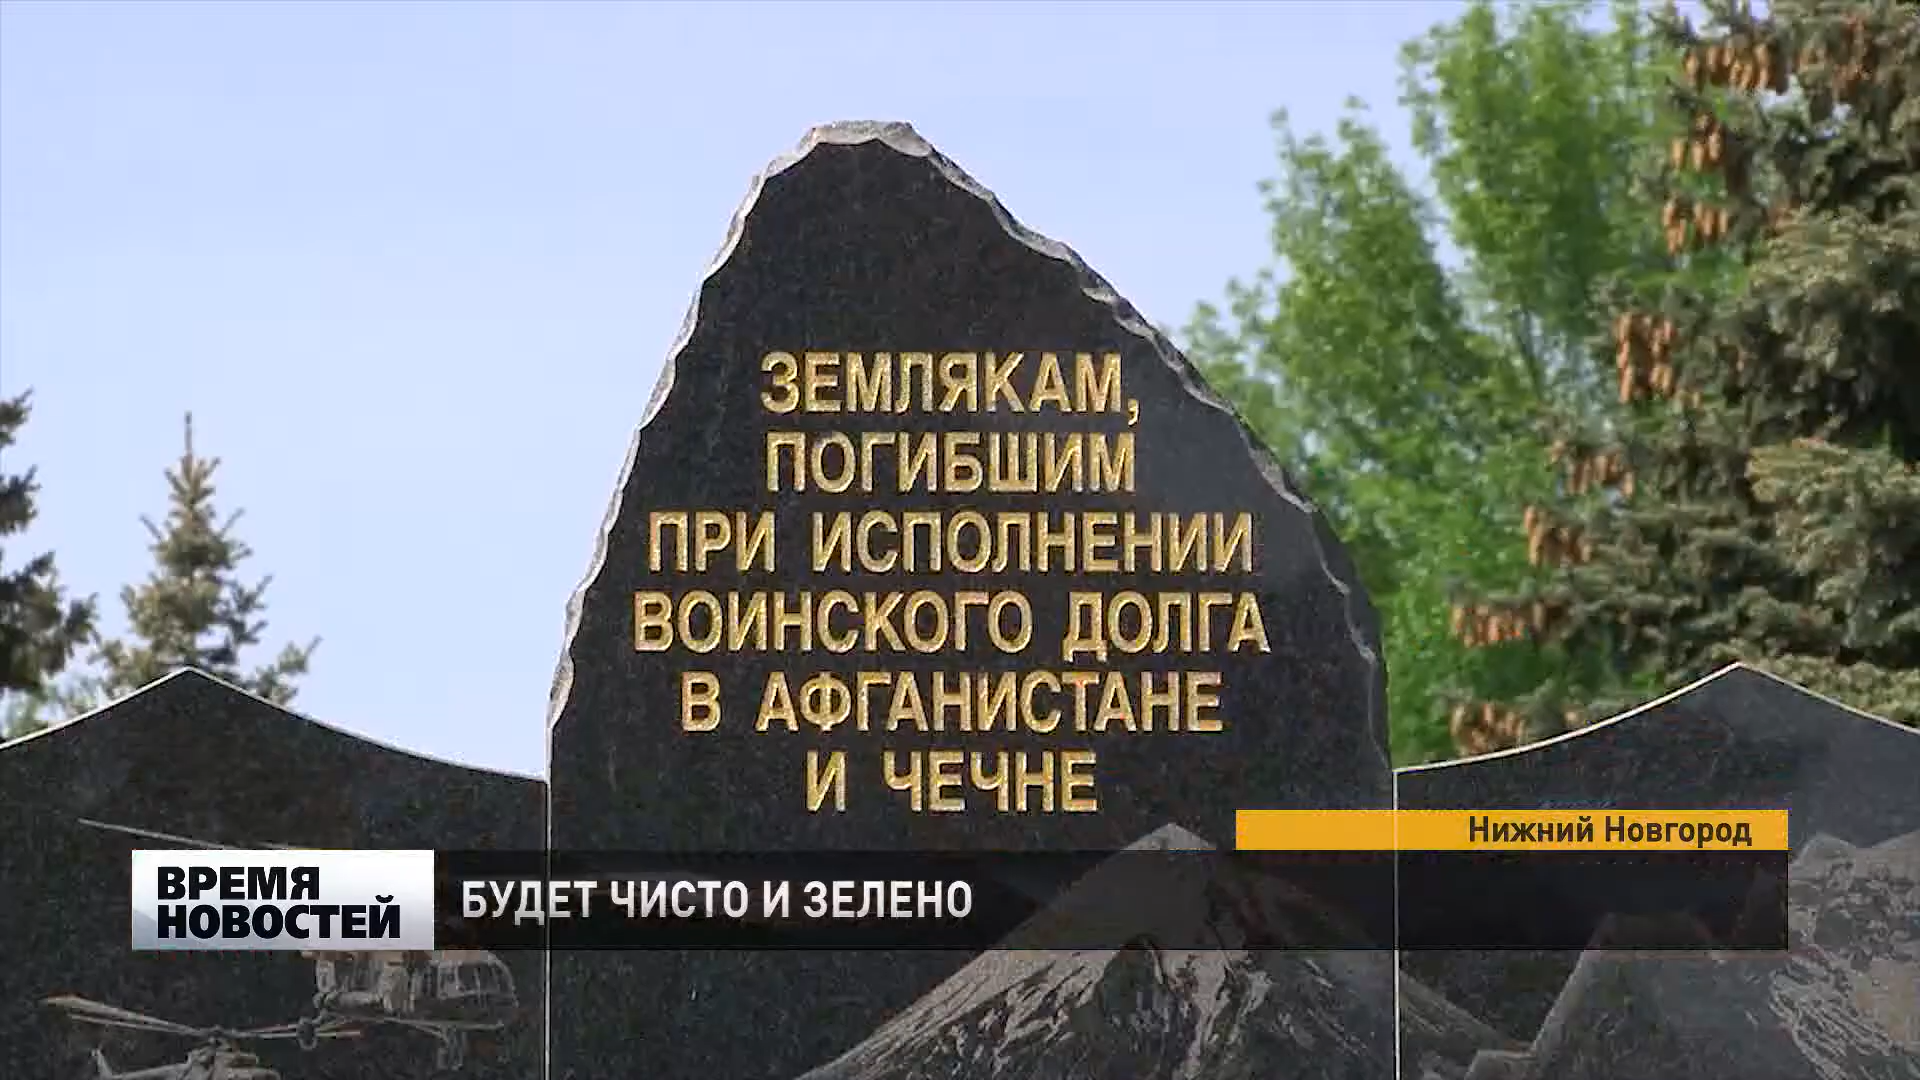 ЗЕМЛЯКАМ,
ПОГИБШИМ
ПРИ ИСПОЛНЕНИИ
ВОИНСКОГО ДОЛГА
В АФГАНИСТАНЕ
И ЧЕЧНЕ
Нижний Новгород
ВРЕМЯ
НОВОСТЕЙ
БУДЕТ ЧИСТО И ЗЕЛЕНО